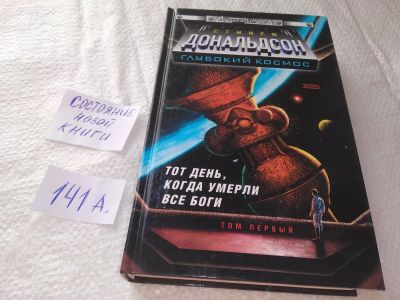 СОСТОЯНИЕ
НОВОЙ
КНИГИ
141 А.
СТИВЕН
ДОНАЛЬДСОН
ГЛУБОКИЙ КОСМОС
ТОТ ДЕНЬ,
КОГДА УМЕРЛИ
ВСЕ БОГИ
ТОМ ПЕРВЫЙ